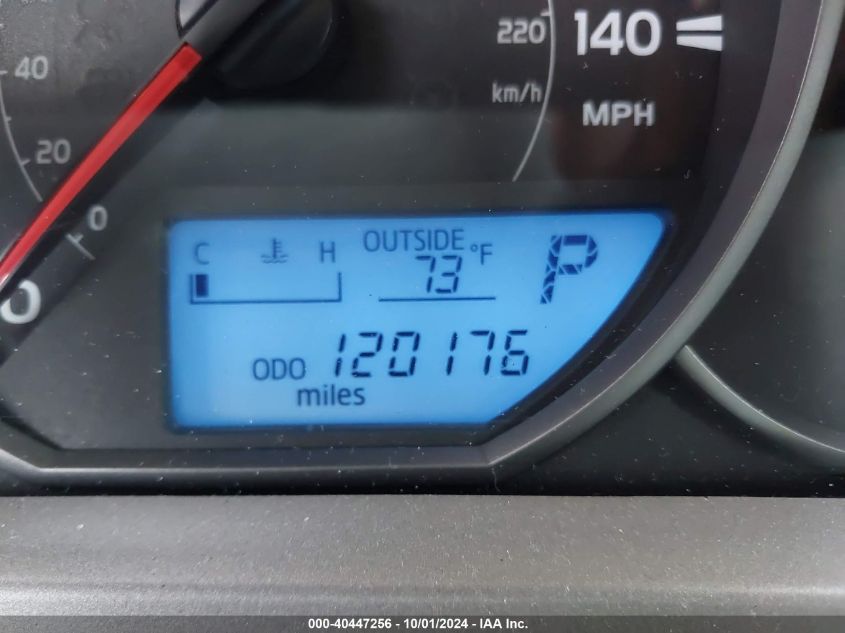 220
140
40
km/h
MPH
20
0
0
C
H
OUTSIDE
73 °F
P
ODO 120176
miles
000-40447256 - 10/01/2024 - IAA Inc.